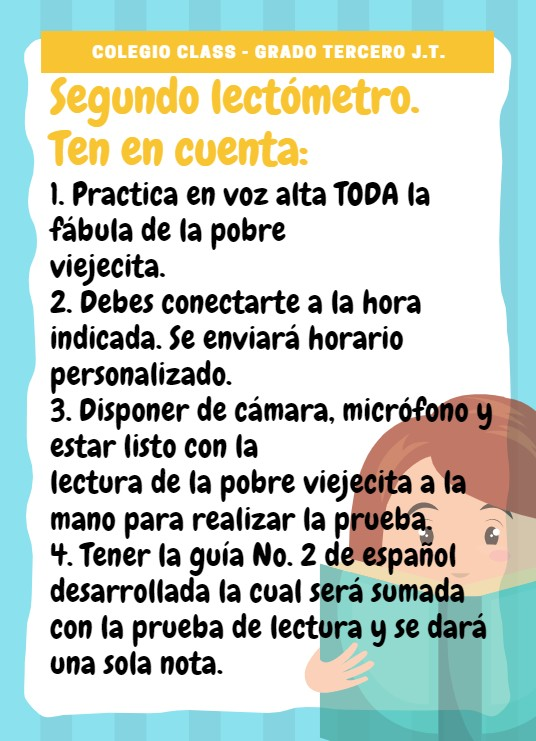 COLEGIO CLASS - GRADO TERCERO J.T.
Segundo lectómetro.
Ten en cuenta:
1. Practica en voz alta TODA la
fábula de la pobre
viejecita.
2. Debes conectarte a la hora
indicada. Se enviará horario
personalizado.
3. Disponer de cámara, micrófono y
estar listo con la
lectura de la pobre viejecita a la
mano para realizar la prueba.
4. Tener la guía No. 2 de español
desarrollada la cual será sumada
con la prueba de lectura y se dará
una sola nota.